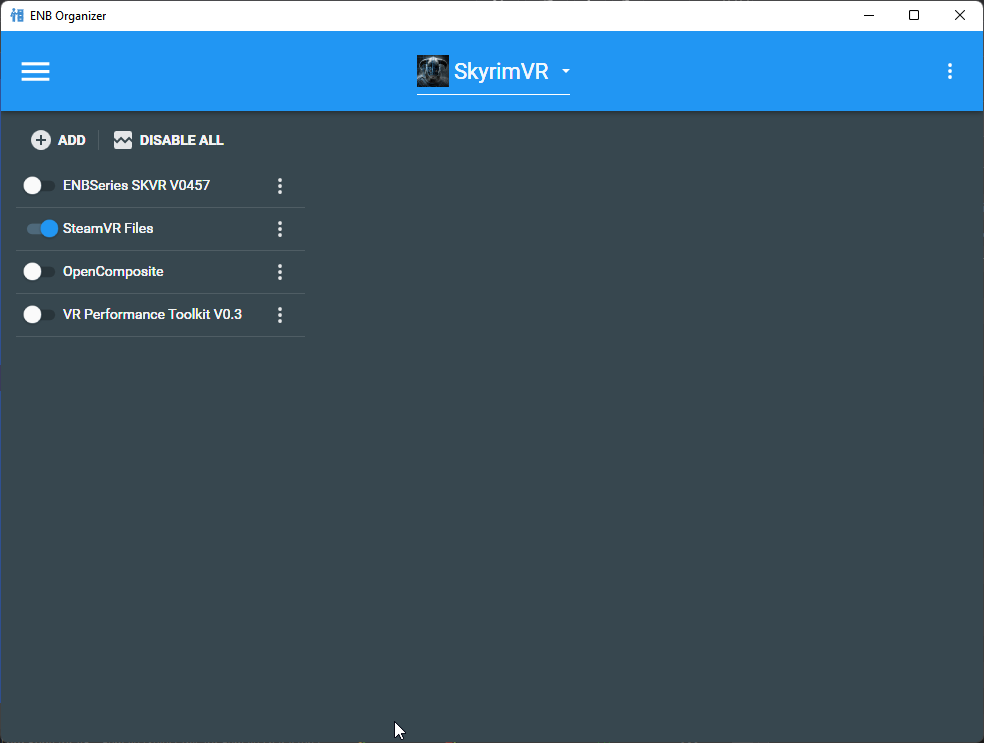 ENB Organizer
SkyrimVR
ADD DISABLE ALL
ENBSeries SKVR V0457
SteamVR Files
OpenComposite
VR Performance Toolkit V0.3